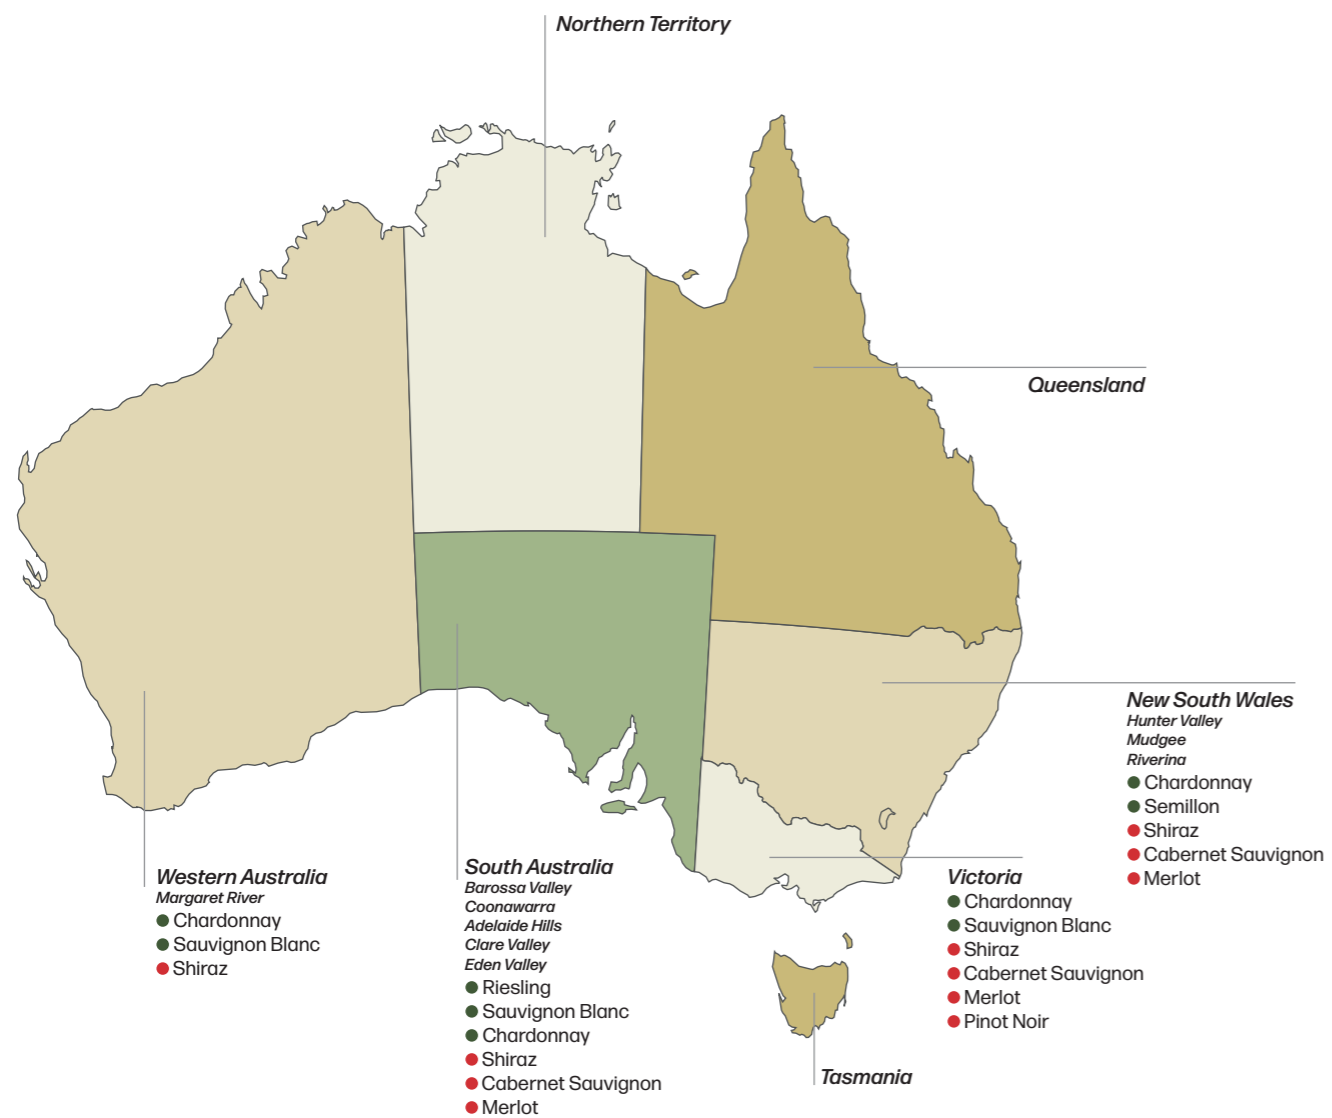 Northern Territory
Queensland
New South Wales
Hunter Valley
Mudgee
Riverina
Chardonnay
Semillon
Shiraz
Cabernet Sauvignon
Merlot
Western Australia
Margaret River
Chardonnay
Sauvignon Blanc
Shiraz
South Australia
Barossa Valley
Coonawarra
Adelaide Hills
Clare Valley
Eden Valley
Riesling
Sauvignon Blanc
Chardonnay
Shiraz
Cabernet Sauvignon
Merlot
Victoria
Chardonnay
Sauvignon Blanc
Shiraz
Cabernet Sauvignon
Merlot
Pinot Noir
Tasmania